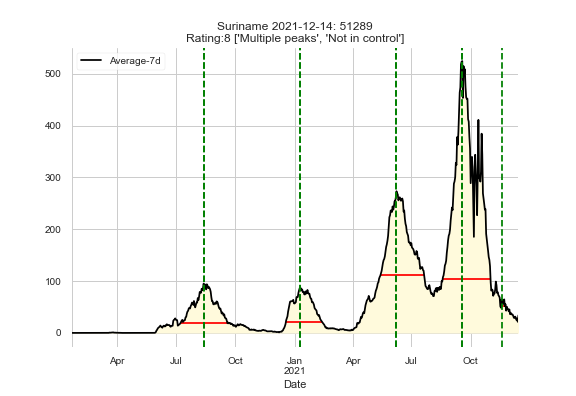 Suriname 2021-12-14: 51289
Rating:8 ['Multiple peaks', 'Not in control']
Average-7d
500
400
300
200
100
0
Apr Jul Oct Jan Apr Jul Oct
2021
Date